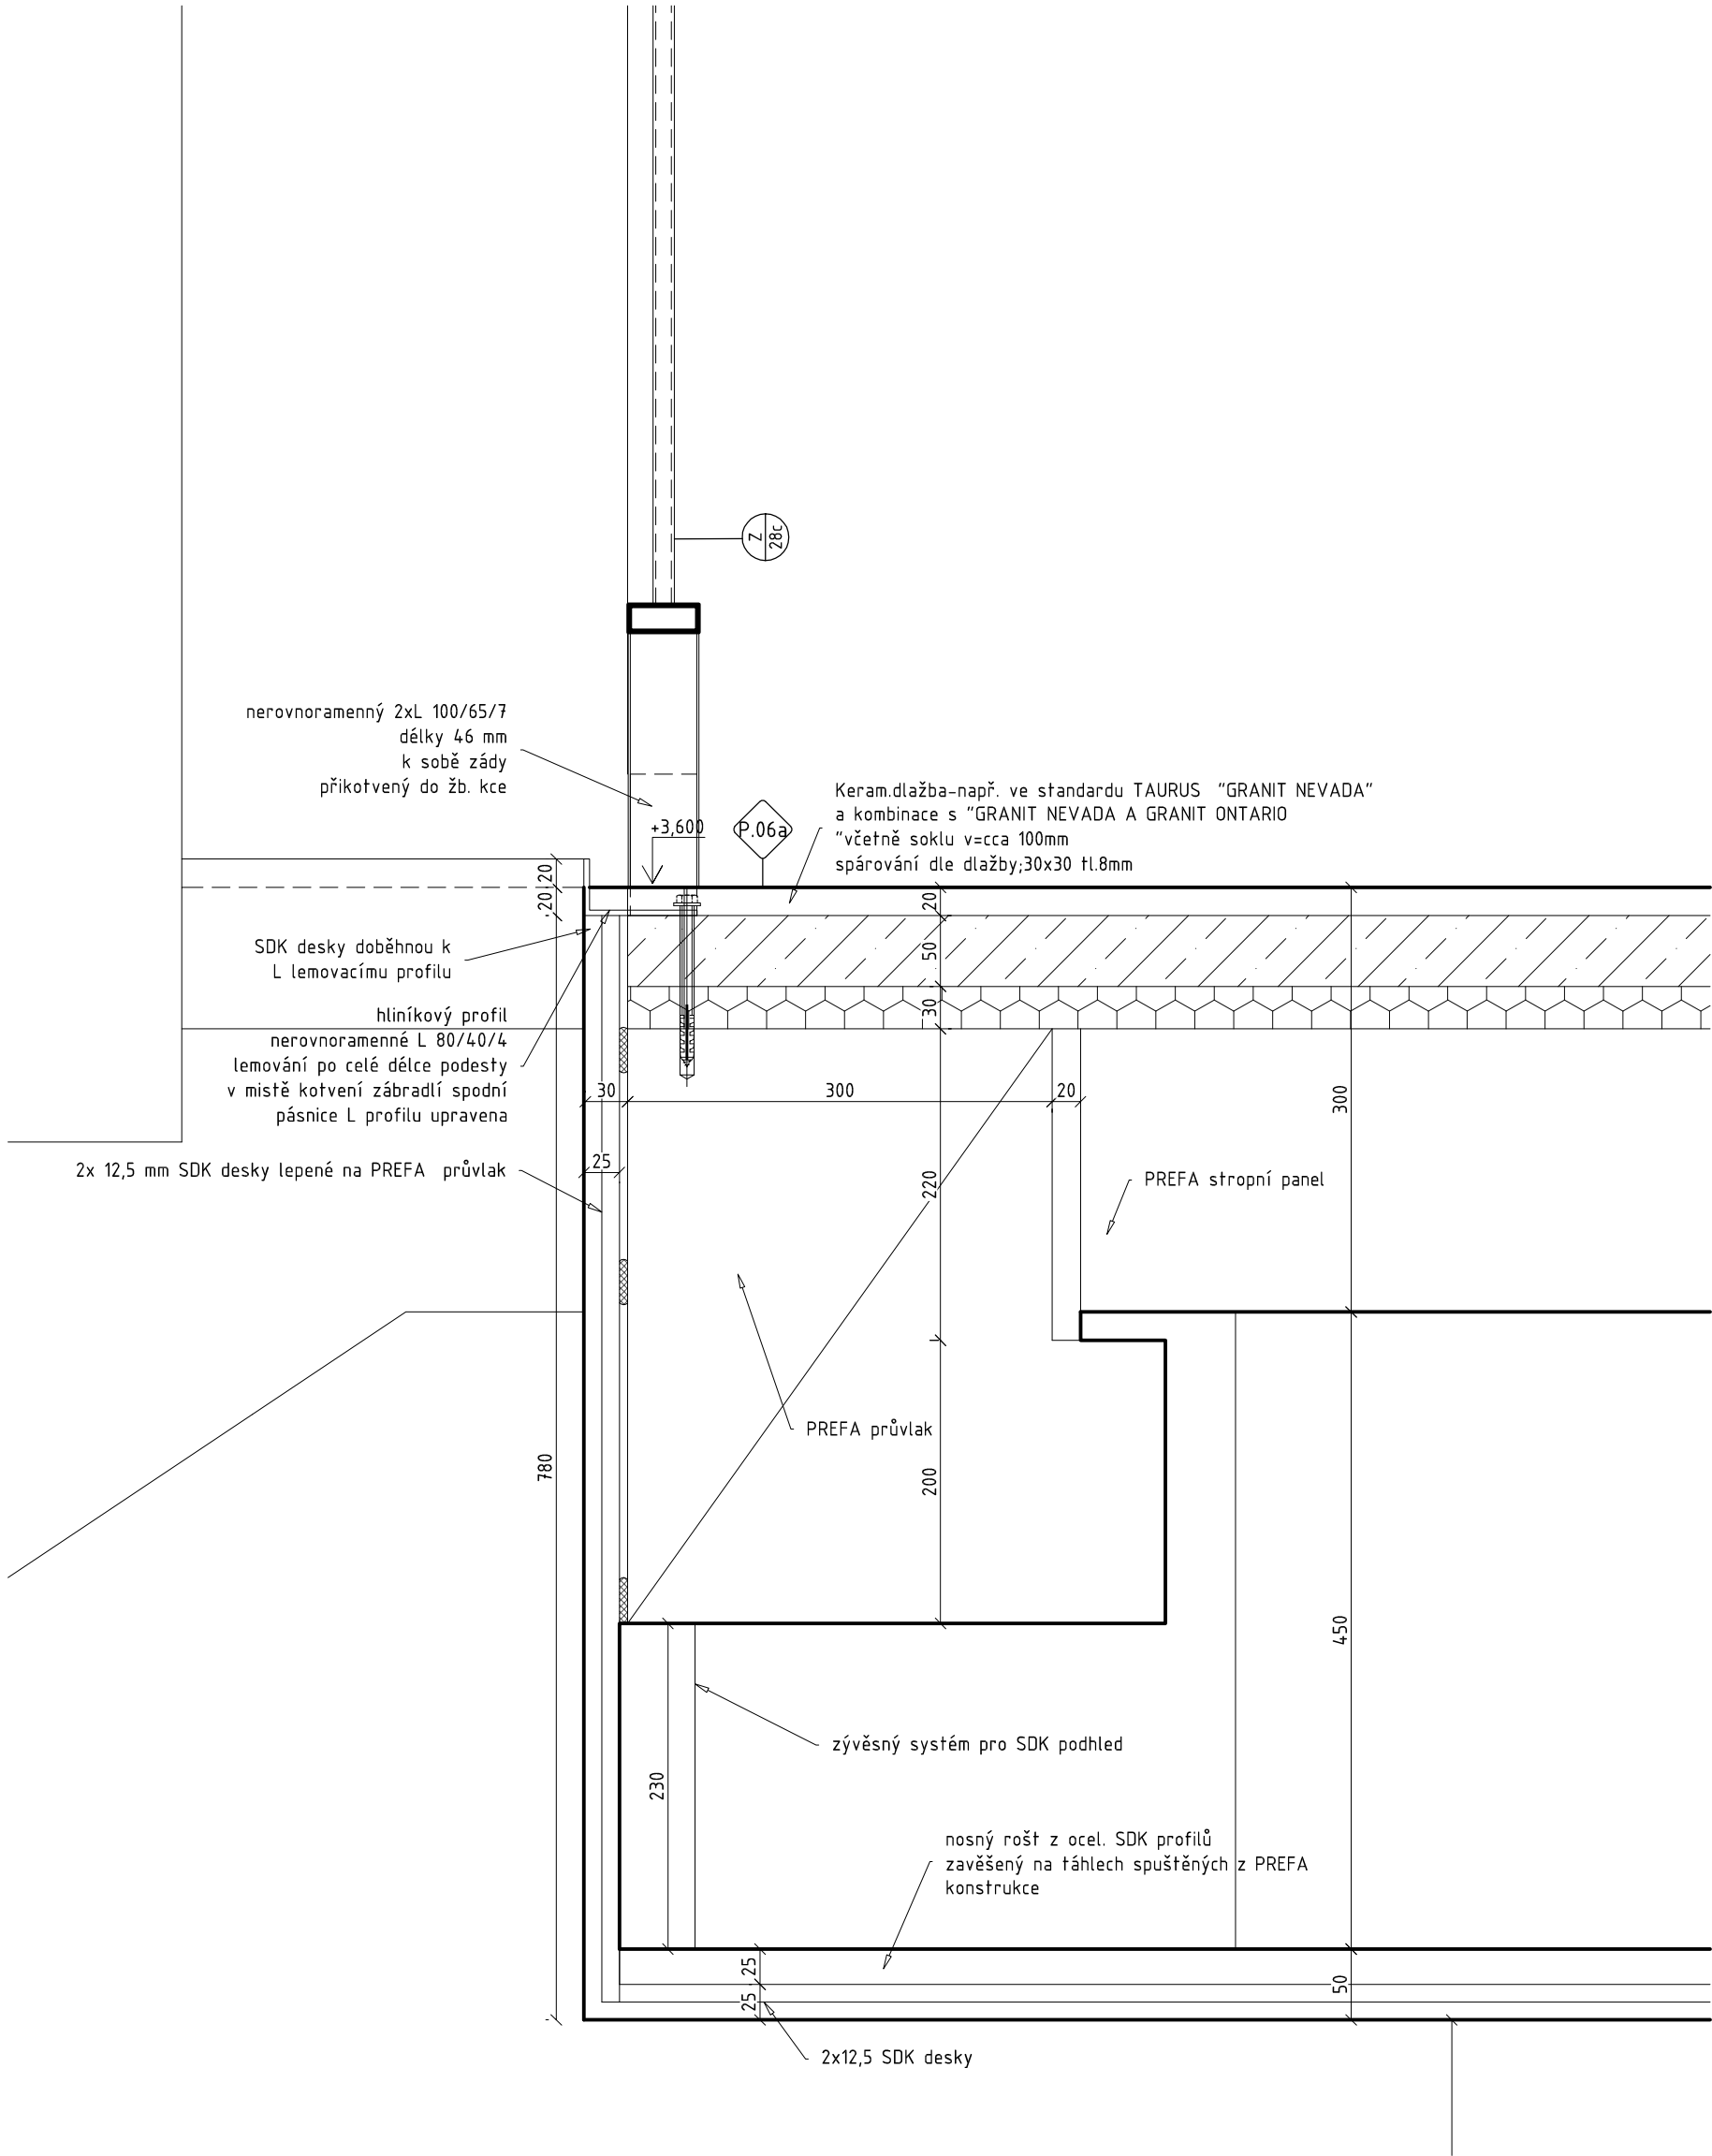 Z
28c
nerovnoramenný 2xL 100/65/7
délky 46 mm
k sobě zády
přikotvený do žb. kce
+3,600
P.06a
Keram.dlažba-např. ve standardu TAURUS "GRANIT NEVADA"
a kombinace s "GRANIT NEVADA A GRANIT ONTARIO
"včetně soklu v=cca 100mm
spárování dle dlažby;30x30 tl.8mm
20
20
20
50
30
SDK desky doběhnou k
L lemovacímu profilu
hliníkový profil
nerovnoramenné L 80/40/4
lemování po celé délce podesty
v mistě kotvení zábradlí spodní
pásnice L profilu upravena
30
300
20
300
2x 12,5 mm SDK desky lepené na PREFA průvlak
25
220
PREFA stropní panel
PREFA průvlak
780
200
450
zývěsný systém pro SDK podhled
230
nosný rošt z ocel. SDK profilů
zavěšený na táhlech spuštěných z PREFA
konstrukce
25
25
50
2x12,5 SDK desky